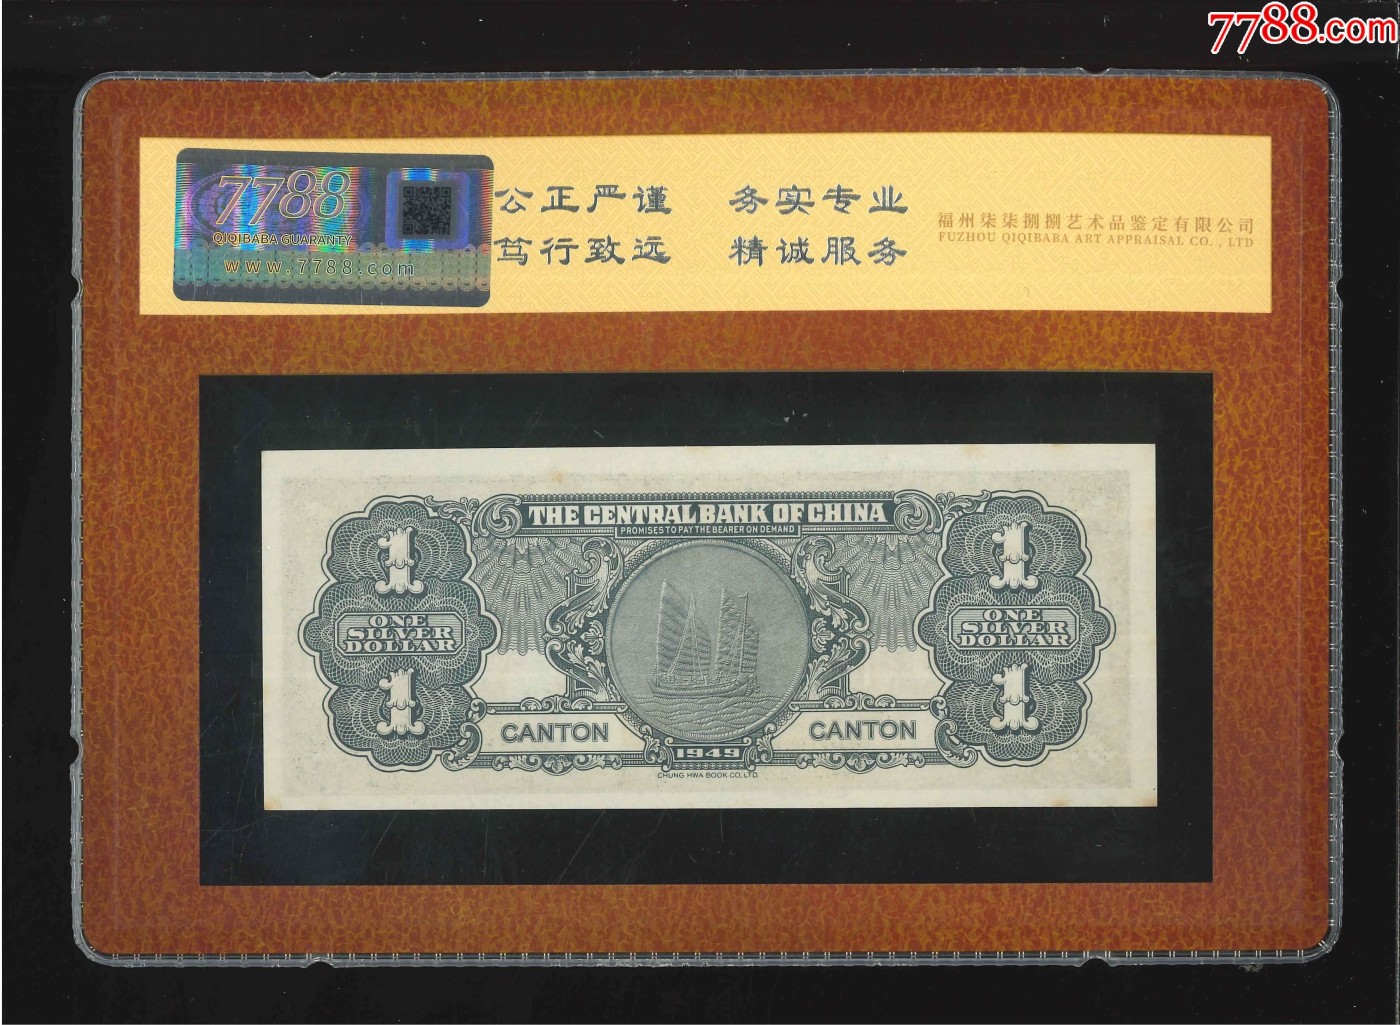 7788.com
7788
QIQIBABA GUARANTY
www.7788.com
公正严谨 务实专业
笃行致远 精诚服务
福州柒柒捌捌艺术品鉴定有限公司
FUZHOU QIQIBABA ART APPRAISAL CO., LTD
THE CENTRAL BANK OF CHINA
PROMISES TO PAY THE BEARER ON DEMAND
1
ONE
SILVER
DOLLAR
1
1
ONE
SILVER
DOLLAR
1
CANTON
CANTON
1949
CHUNG HWA BOOK CO., LTD.